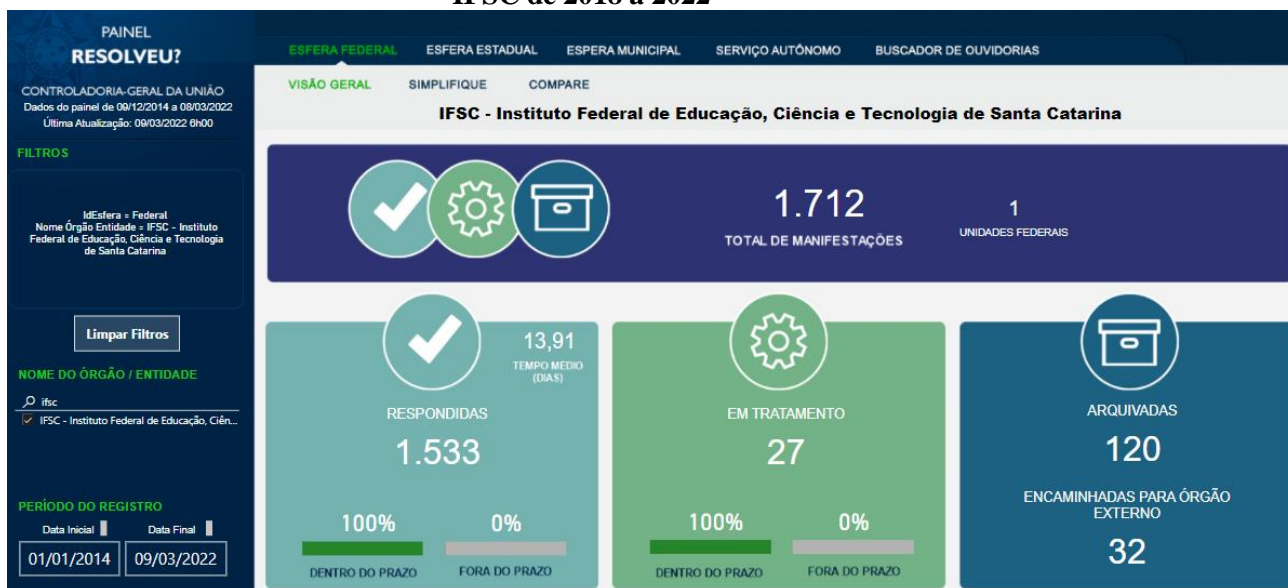 IFSC de 2018 a 2022
PAINEL
RESOLVEU?
CONTROLADORIA-GERAL DA UNIÃO
Dados do painel de 09/12/2014 a 08/03/2022
Última Atualização: 09/03/2022 6h00
FILTROS
IdEsfera = Federal
Nome Órgão Entidade = IFSC - Instituto
Federal de Educação, Ciência e Tecnologia
de Santa Catarina
Limpar Filtros
NOME DO ÓRGÃO / ENTIDADE
ifsc
IFSC - Instituto Federal de Educação, Ciên...
PERÍODO DO REGISTRO
Data Inicial Data Final
01/01/2014 09/03/2022
ESFERA FEDERAL ESFERA ESTADUAL ESPERA MUNICIPAL SERVIÇO AUTÔNOMO BUSCADOR DE OUVIDORIAS
VISÃO GERAL SIMPLIFIQUE COMPARE
IFSC - Instituto Federal de Educação, Ciência e Tecnologia de Santa Catarina
1.712
TOTAL DE MANIFESTAÇÕES
1
UNIDADES FEDERAIS
13,91
TEMPO MÉDIO
(DIAS)
RESPONDIDAS
1.533
100% 0%
DENTRO DO PRAZO FORA DO PRAZO
EM TRATAMENTO
27
100% 0%
DENTRO DO PRAZO FORA DO PRAZO
ARQUIVADAS
120
ENCAMINHADAS PARA ÓRGÃO
EXTERNO
32